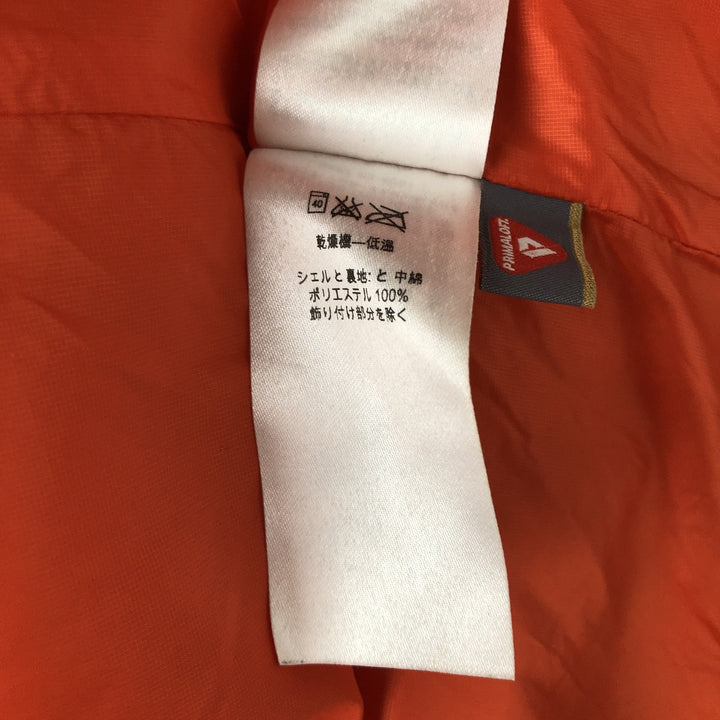 40
乾燥機—低温
シェルと裏地: と 中綿
ポリエステル 100%
飾り付け部分を除く
PRIMALOFT